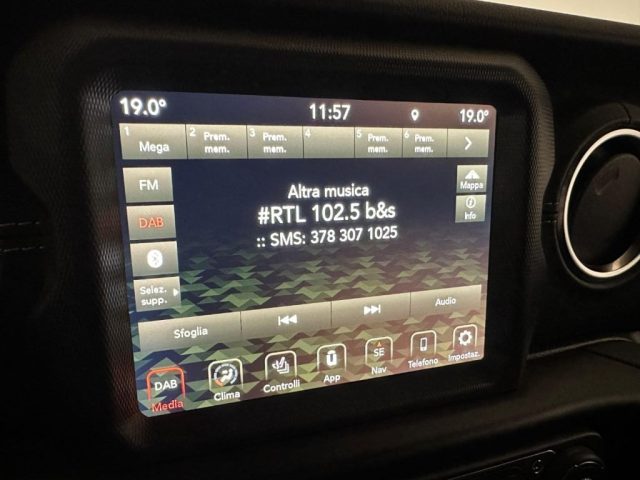 19.0° 11:57 19.0°
1 Mega 2 Prem. mem. 3 Prem. mem. 4 5 Prem. mem. 6 Prem. mem.
FM
DAB
Selez. supp.
Mappa
Info
Altra musica
#RTL 102.5 b&s
:: SMS: 378 307 1025
Sfoglia Audio
DAB SE
Media Clima Controlli App Nav Telefono Impostaz.